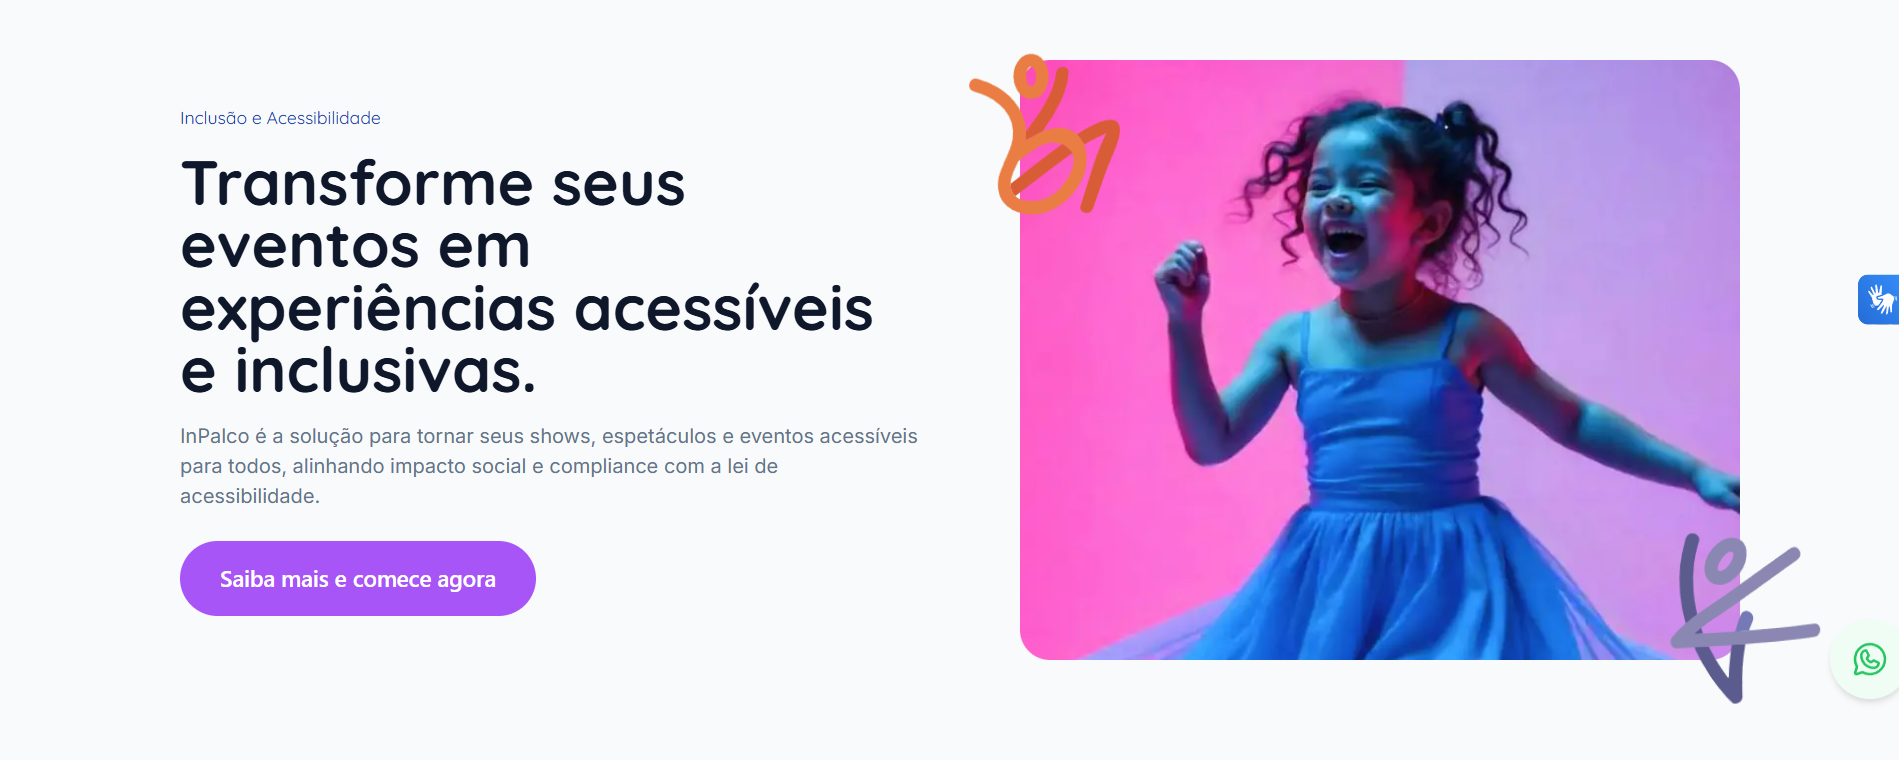 Inclusão e Acessibilidade
Transforme seus
eventos em
experiências acessíveis
e inclusivas.
InPalco é a solução para tornar seus shows, espetáculos e eventos acessíveis
para todos, alinhando impacto social e compliance com a lei de
acessibilidade.
Saiba mais e comece agora